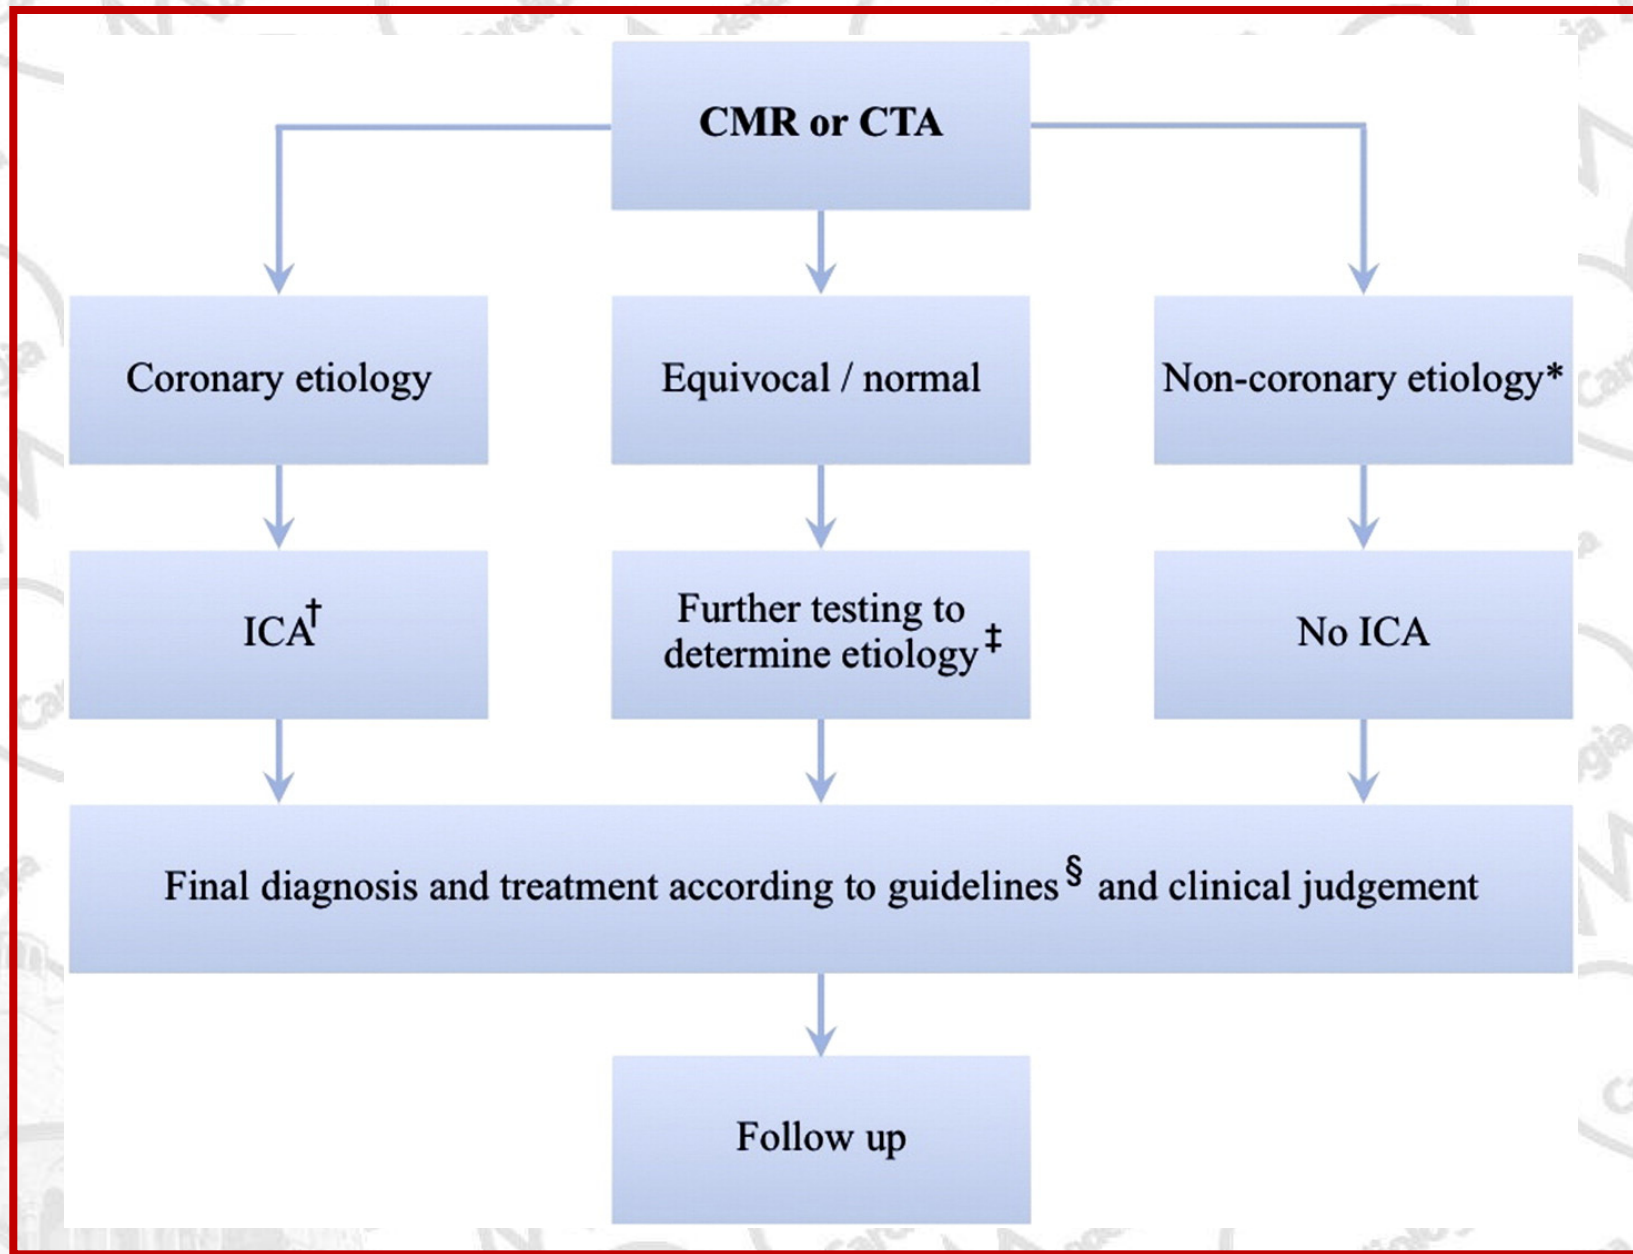 CMR or CTA
Coronary etiology
Equivocal / normal
Non-coronary etiology*
ICA†
Further testing to
determine etiology‡
No ICA
Final diagnosis and treatment according to guidelines§ and clinical judgement
Follow up